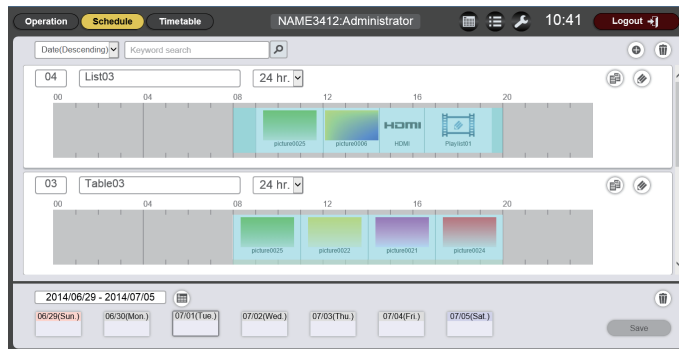 Operation Schedule Timetable NAME3412:Administrator 10:41 Logout
Date(Descending) Keyword search
04 List03 24 hr.
00 04 08 12 16 20
HDMI
picture0025 picture0006 HDMI Playlist01
03 Table03 24 hr.
00 04 08 12 16 20
picture0025 picture0022 picture0021 picture0024
2014/06/29 - 2014/07/05
06/29(Sun.) 06/30(Mon.) 07/01(Tue.) 07/02(Wed.) 07/03(Thu.) 07/04(Fri.) 07/05(Sat.)
Save